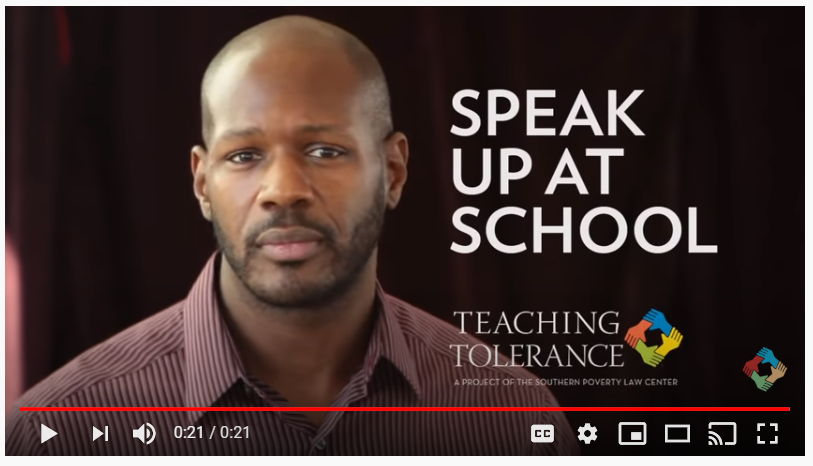 SPEAK
UP AT
SCHOOL
TEACHING
TOLERANCE
A PROJECT OF THE SOUTHERN POVERTY LAW CENTER
0:21 / 0:21
CC